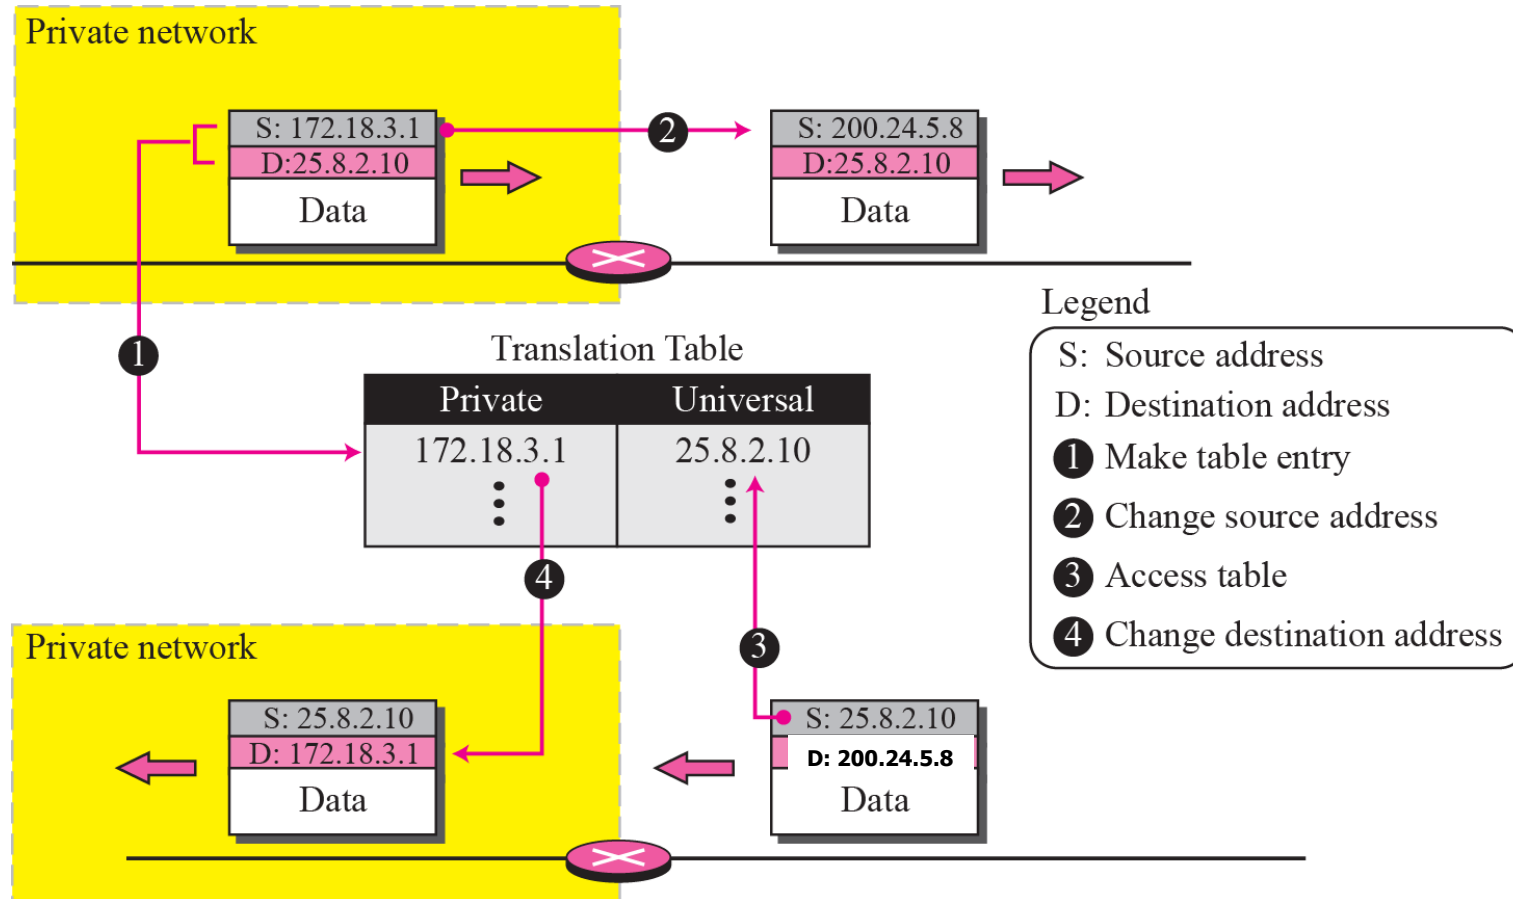 Private network
S: 172.18.3.1
D:25.8.2.10
Data
2
S: 200.24.5.8
D:25.8.2.10
Data
1
Translation Table
Private Universal
172.18.3.1 25.8.2.10
4
3
Legend
S: Source address
D: Destination address
1 Make table entry
2 Change source address
3 Access table
4 Change destination address
Private network
S: 25.8.2.10
D: 172.18.3.1
Data
S: 25.8.2.10
D: 200.24.5.8
Data